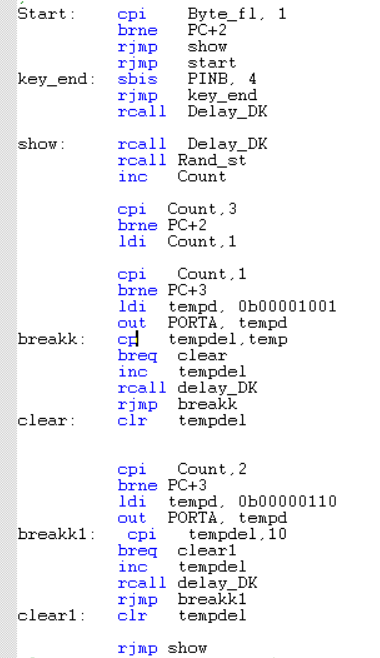 Start: cpi Byte_fl, 1
brne PC+2
rjmp show
rjmp start
key_end: sbis PINB, 4
rjmp key_end
rcall Delay_DK
show: rcall Delay_DK
rcall Rand_st
inc Count
cpi Count,3
brne PC+2
ldi Count,1
cpi Count,1
brne PC+3
ldi tempd, 0b00001001
out PORTA, tempd
breakk: cp tempdel,temp
breq clear
inc tempdel
rcall delay_DK
rjmp breakk
clear: clr tempdel
cpi Count,2
brne PC+3
ldi tempd, 0b00000110
out PORTA, tempd
breakk1: cpi tempdel,10
breq clear1
inc tempdel
rcall delay_DK
rjmp breakk1
clear1: clr tempdel
rjmp show